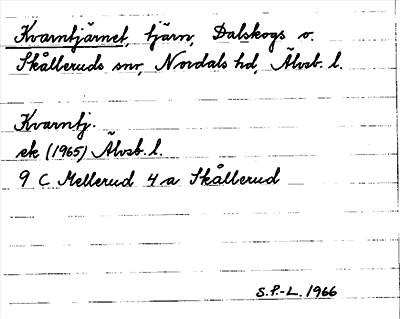 Kvarntjärnet, tjärn, Dalskogs o.
Skålleruds snr, Nordals hd, Älvsb. l.
Kvarntj.
ek (1965) Älvsb. l.
9 C Mellerud 4 a Skållerud
S.P.-L. 1966